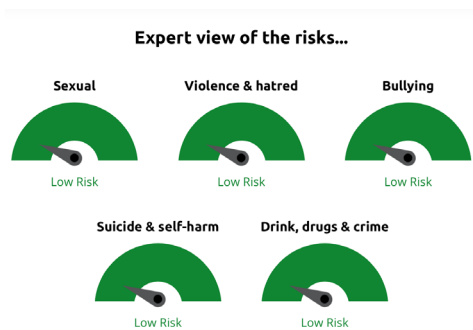 Expert view of the risks...
Sexual
Violence & hatred
Bullying
Low Risk
Low Risk
Low Risk
Suicide & self-harm
Drink, drugs & crime
Low Risk
Low Risk